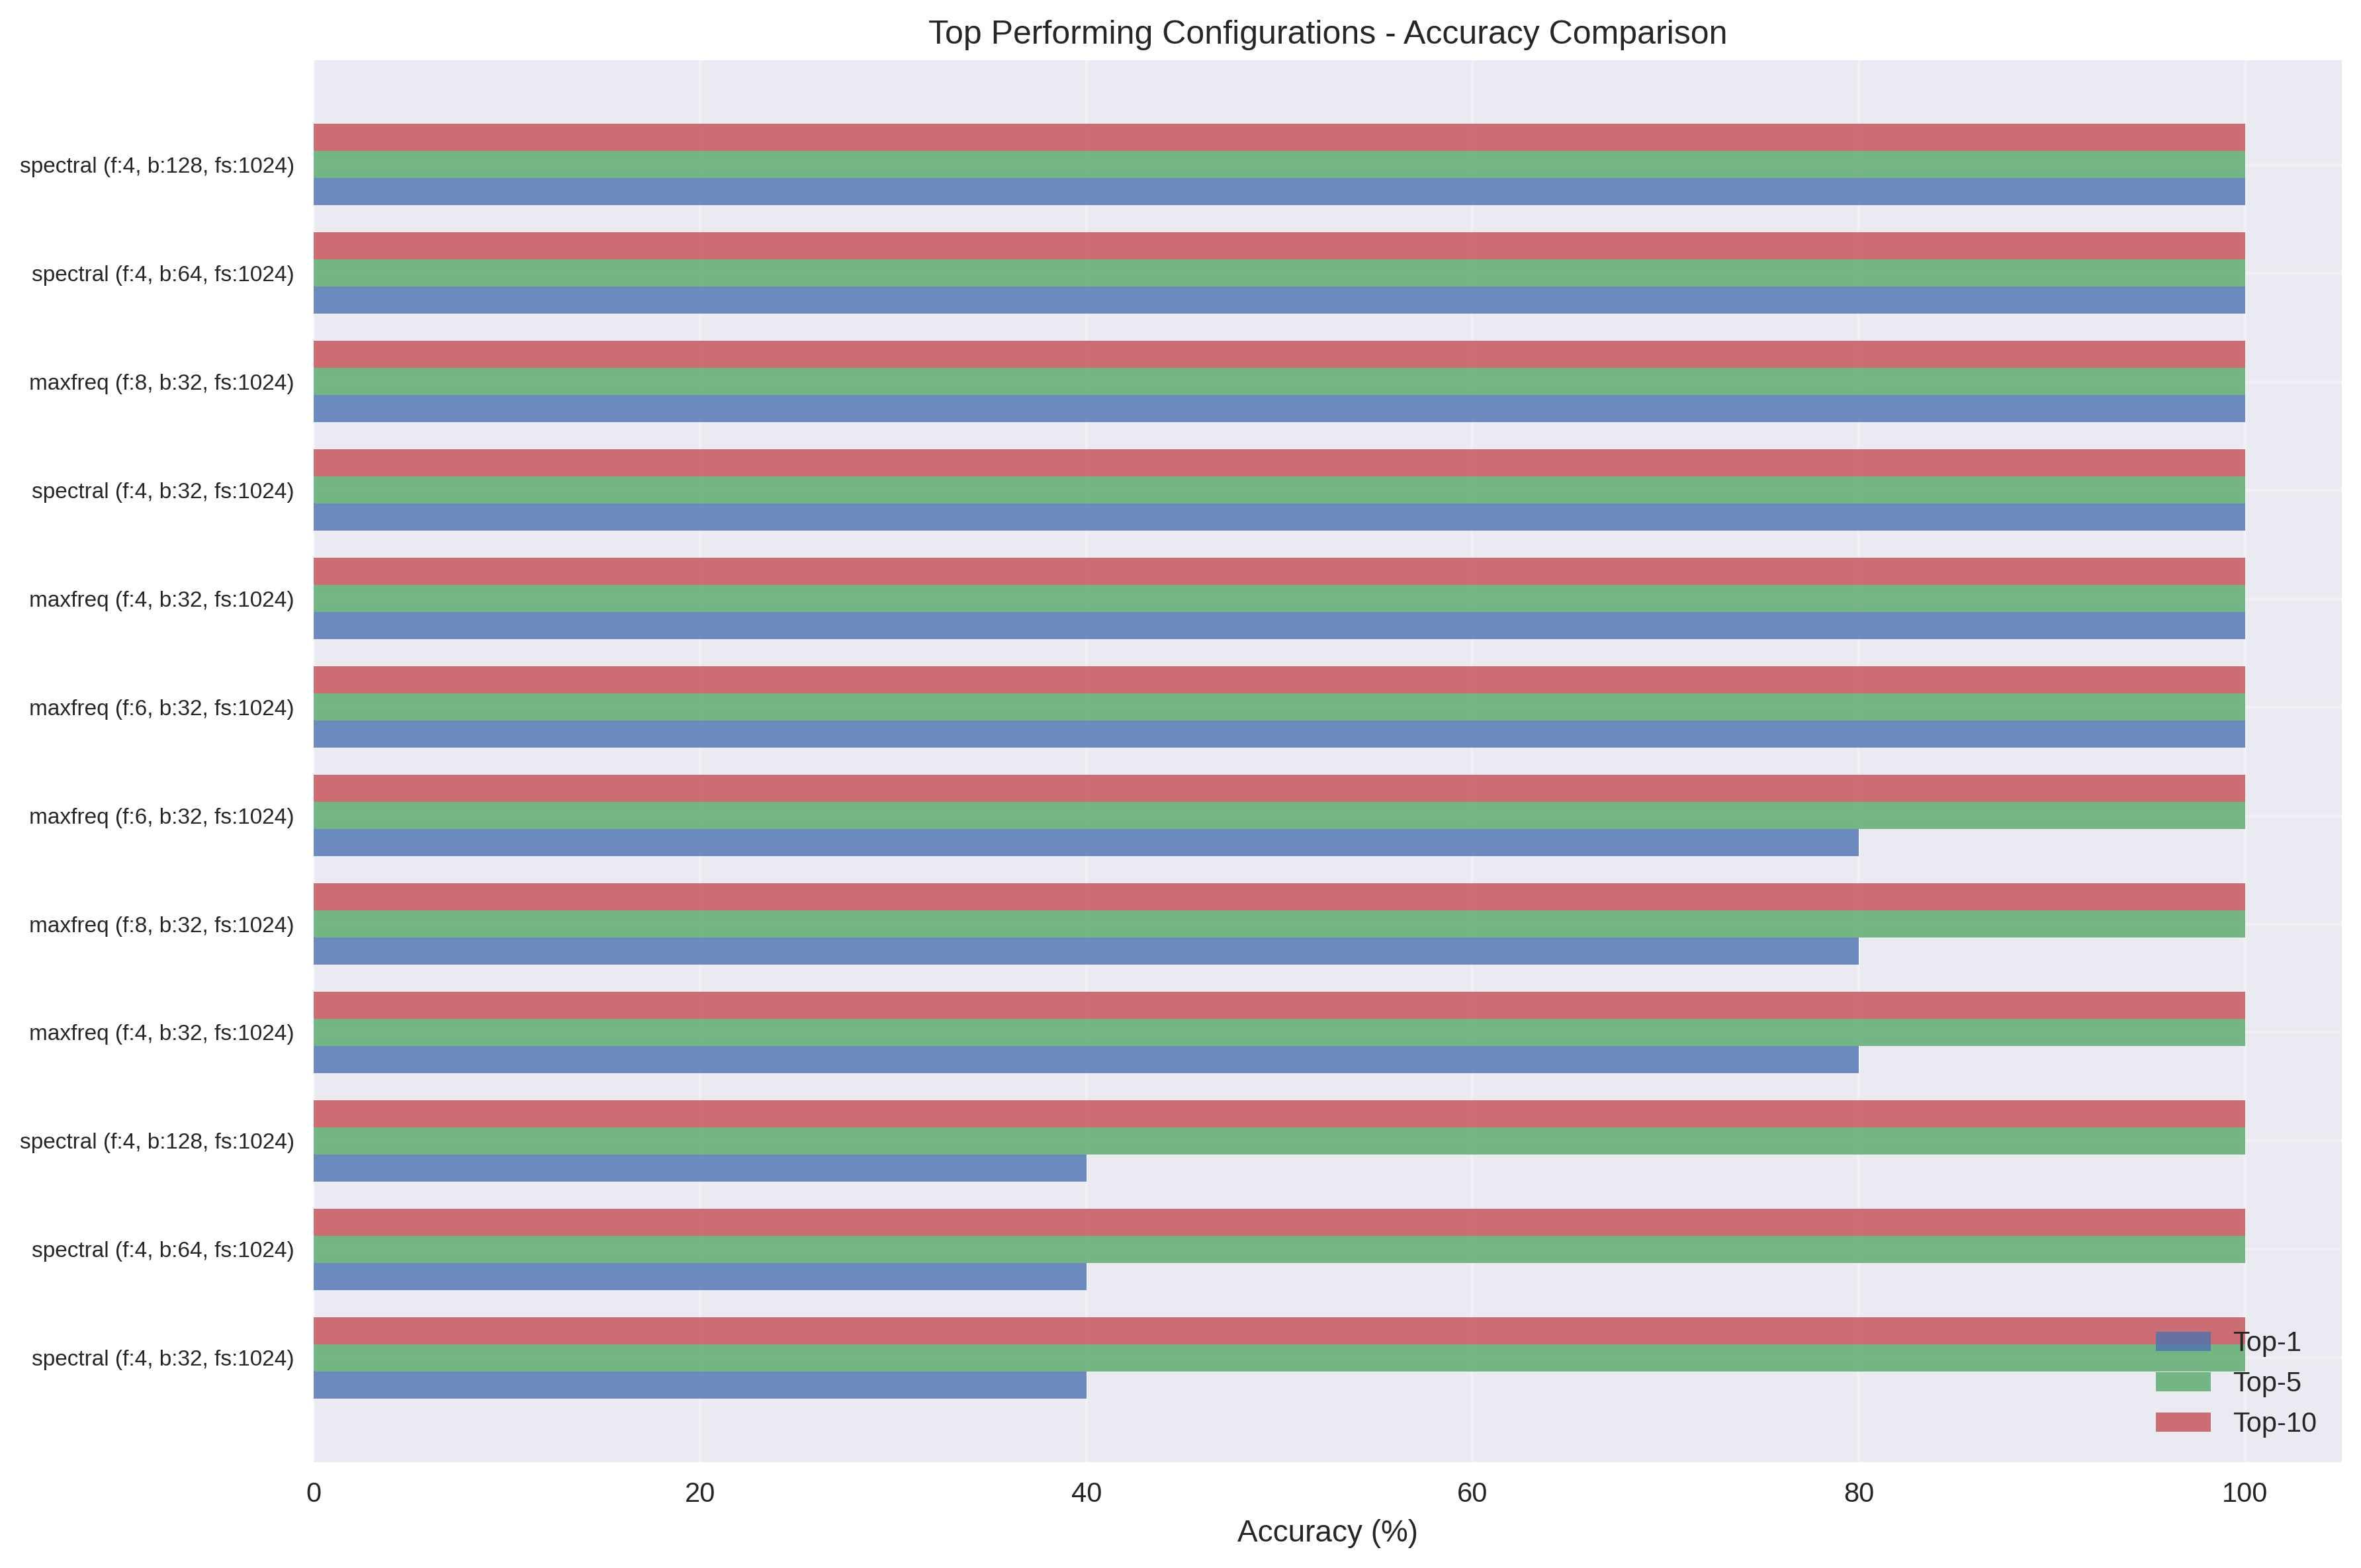 Top Performing Configurations - Accuracy Comparison
spectral (f:4, b:128, fs:1024)
spectral (f:4, b:64, fs:1024)
maxfreq (f:8, b:32, fs:1024)
spectral (f:4, b:32, fs:1024)
maxfreq (f:4, b:32, fs:1024)
maxfreq (f:6, b:32, fs:1024)
maxfreq (f:6, b:32, fs:1024)
maxfreq (f:8, b:32, fs:1024)
maxfreq (f:4, b:32, fs:1024)
spectral (f:4, b:128, fs:1024)
spectral (f:4, b:64, fs:1024)
spectral (f:4, b:32, fs:1024)
Top-1
Top-5
Top-10
0 20 40 60 80 100
Accuracy (%)